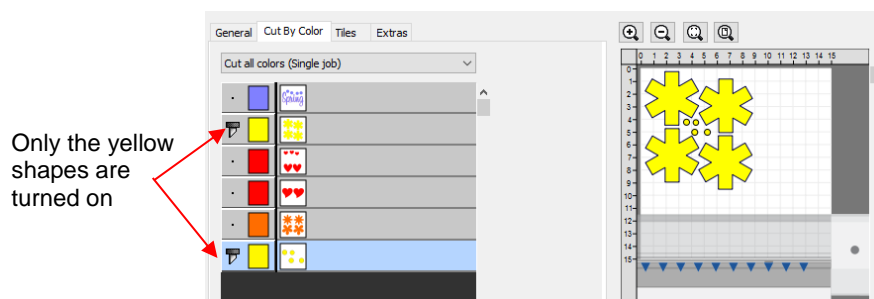 General Cut By Color Tiles Extras
Cut all colors (Single job)
Spring
Only the yellow
shapes are
turned on
0 1 2 3 4 5 6 7 8 9 10 11 12 13 14 15
0
1
2
3
4
5
6
7
8
9
10
11
12
13
14
15